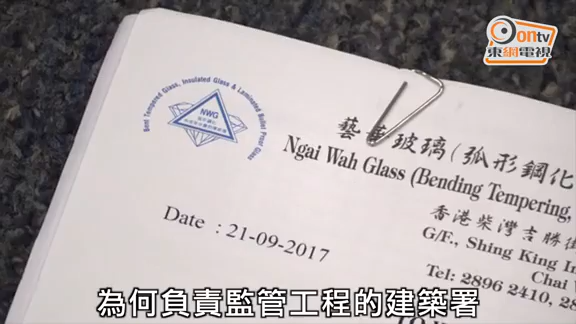 ontv
東網電視
Bent Tempered Glass, Insulated Glass & Laminated Bullet Proof Glass
NWG
藝華玻璃(弧形鋼化
Ngai Wah Glass (Bending Tempering,
香港柴灣吉勝街
G/F., Shing King In
Chai W
Tel: 2896 2410, 28
Date : 21-09-2017
為何負責監管工程的建築署